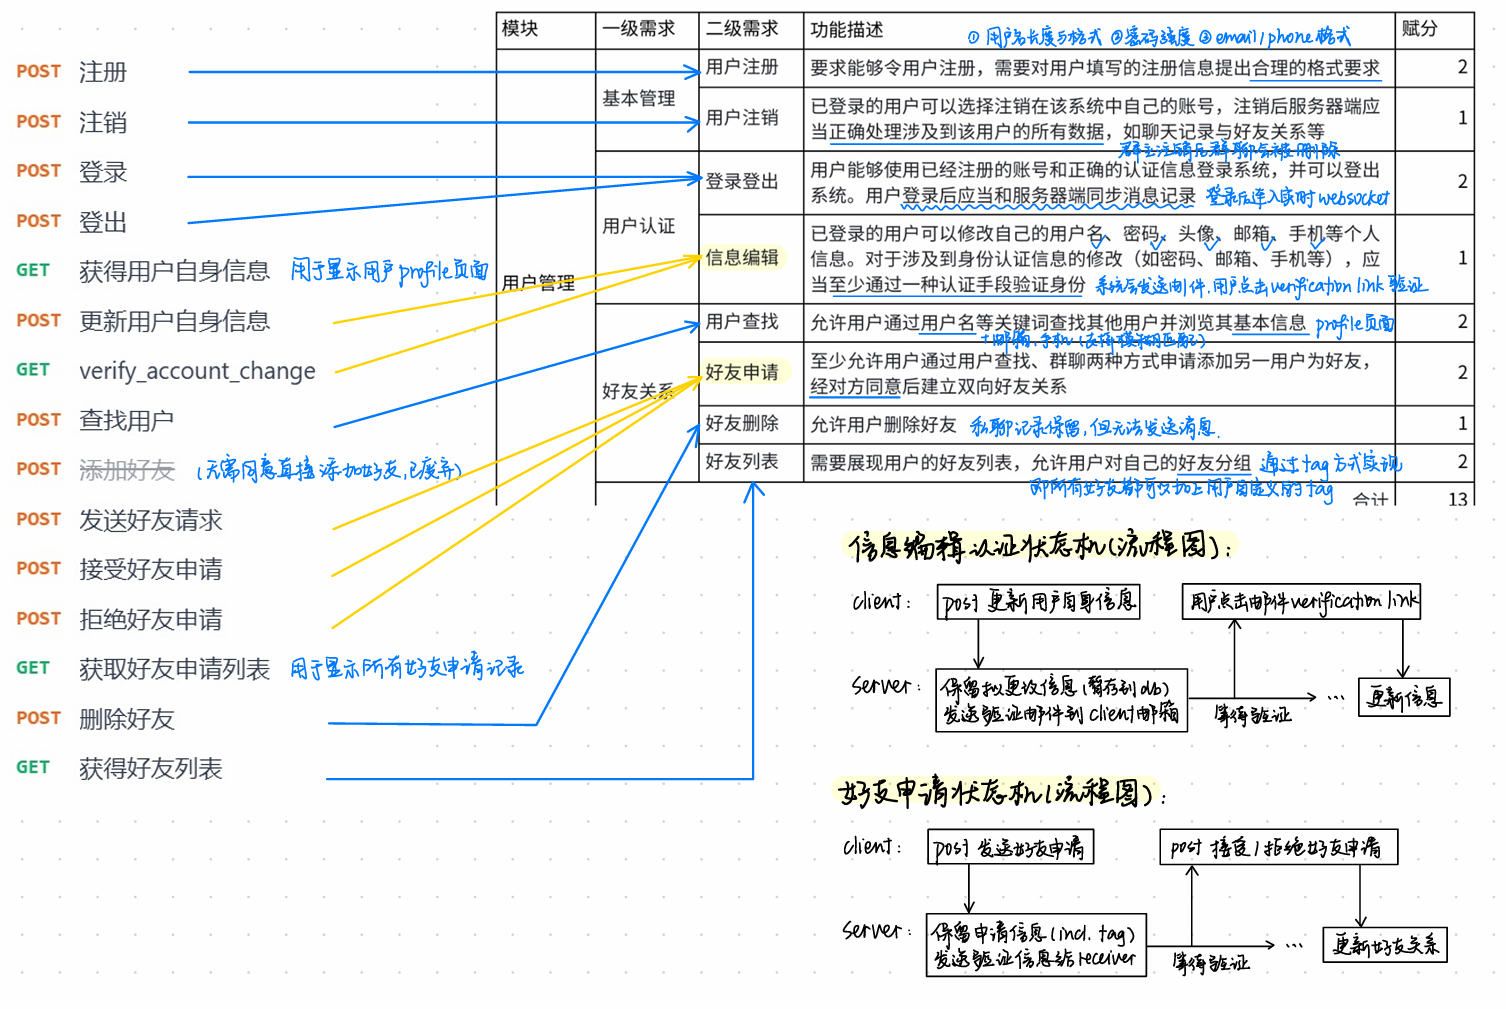 POST 注册
POST 注销
POST 登录
POST 登出
GET 获得用户自身信息 用于显示用户profile页面
POST 更新用户自身信息
GET verify_account_change
POST 查找用户
POST 添加好友 (无需同意直接添加好友,已废弃)
POST 发送好友请求
POST 接受好友申请
POST 拒绝好友申请
GET 获取好友申请列表 用于显示所有好友申请记录
POST 删除好友
GET 获得好友列表
模块 一级需求 二级需求 功能描述 赋分
① 用户名长度与格式 ②密码强度 ③email/phone格式
用户管理
基本管理
用户注册 要求能够令用户注册，需要对用户填写的注册信息提出合理的格式要求 2
用户注销 已登录的用户可以选择注销在该系统中自己的账号，注销后服务器端应
当正确处理涉及到该用户的所有数据，如聊天记录与好友关系等 1
群主注销后群聊会被删除
用户认证
登录登出 用户能够使用已经注册的账号和正确的认证信息登录系统，并可以登出
系统。用户登录后应当和服务器端同步消息记录 登录后连入实时websocket 2
信息编辑 已登录的用户可以修改自己的用户名、密码、头像、邮箱、手机等个人
信息。对于涉及到身份认证信息的修改（如密码、邮箱、手机等），应 1
当至少通过一种认证手段验证身份 系统后发送邮件,用户点击verification link验证
好友关系
用户查找 允许用户通过用户名等关键词查找其他用户并浏览其基本信息 profile页面 2
+邮箱,手机(支持模糊匹配)
好友申请 至少允许用户通过用户查找、群聊两种方式申请添加另一用户为好友，
经对方同意后建立双向好友关系 2
好友删除 允许用户删除好友 私聊记录保留,但无法发送消息. 1
好友列表 需要展现用户的好友列表，允许用户对自己的好友分组 通过tag方式实现 2
即所有好友都可以加上用户自定义的tag
合计 13
信息编辑认证状态机(流程图):
client: post 更新用户自身信息 用户点击邮件verification link
server: 保留拟更改信息(暂存到db)
发送验证邮件到client邮箱 等待验证 ... 更新信息
好友申请状态机(流程图):
client: post 发送好友申请 post 接受/拒绝好友申请
server: 保留申请信息(incl. tag)
发送验证信息给receiver 等待验证 ... 更新好友关系